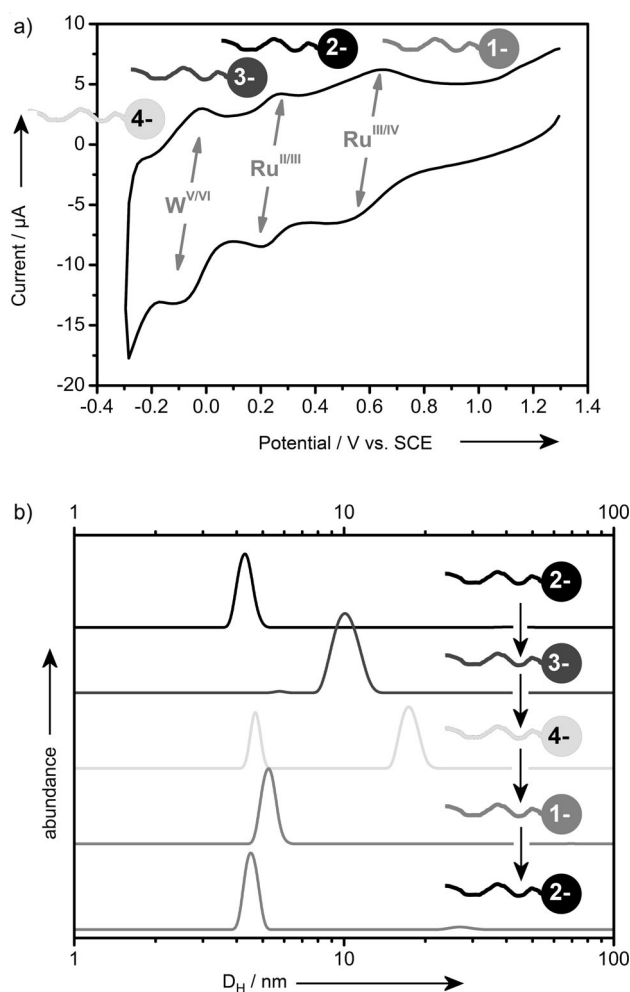 a)
2-
1-
3-
4-
W^V/VI
Ru^II/III
Ru^III/IV
10
5
0
-5
-10
-15
-20
Current / µA
-0.4 -0.2 0.0 0.2 0.4 0.6 0.8 1.0 1.2 1.4
Potential / V vs. SCE
b)
1 10 100
2-
3-
4-
1-
2-
abundance
1 10 100
D_H / nm